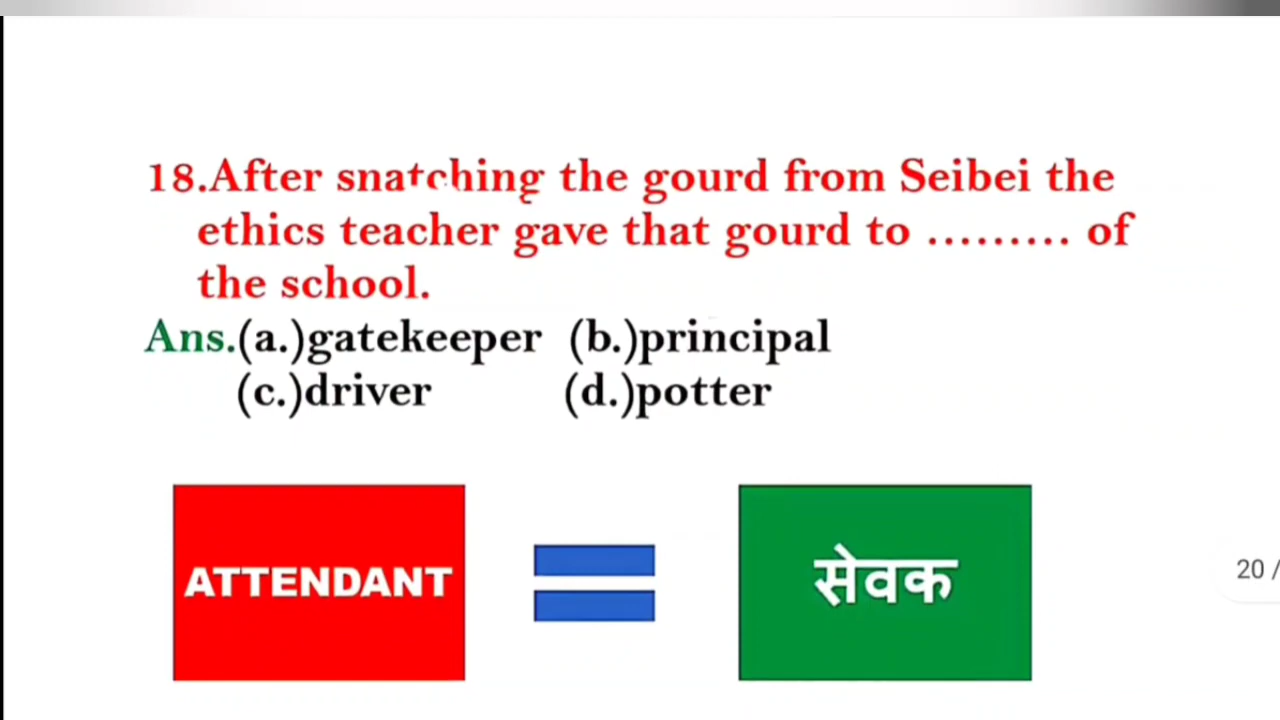 18.After snatching the gourd from Seibei the
ethics teacher gave that gourd to ......... of
the school.
Ans.(a.)gatekeeper (b.)principal
(c.)driver (d.)potter
ATTENDANT
सेवक
20 /